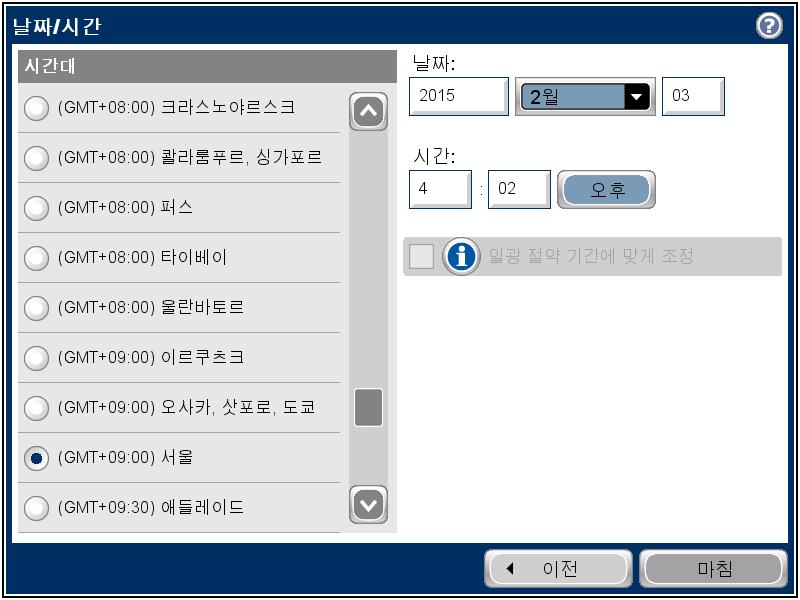 날짜/시간
시간대
(GMT+08:00) 크라스노야르스크
(GMT+08:00) 콸라룸푸르, 싱가포르
(GMT+08:00) 퍼스
(GMT+08:00) 타이베이
(GMT+08:00) 울란바토르
(GMT+09:00) 이르쿠츠크
(GMT+09:00) 오사카, 삿포로, 도쿄
(GMT+09:00) 서울
(GMT+09:30) 애들레이드
날짜:
2015 2월 03
시간:
4 : 02 오후
일광 절약 기간에 맞게 조정
이전 마침